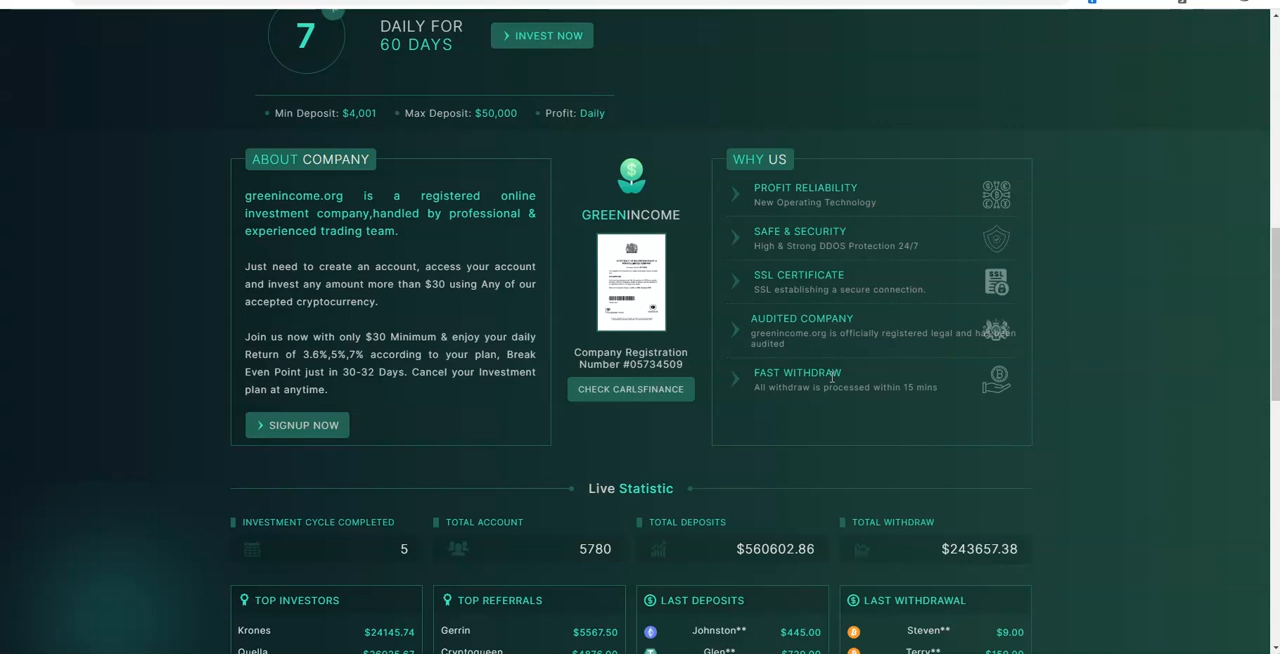 7
DAILY FOR
60 DAYS
INVEST NOW
Min Deposit: $4,001
Max Deposit: $50,000
Profit: Daily
ABOUT COMPANY
greenincome.org is a registered online
investment company,handled by professional &
experienced trading team.
Just need to create an account, access your account
and invest any amount more than $30 using Any of our
accepted cryptocurrency.
Join us now with only $30 Minimum & enjoy your daily
Return of 3.6%,5%,7% according to your plan, Break
Even Point just in 30-32 Days. Cancel your Investment
plan at anytime.
SIGNUP NOW
GREENINCOME
Company Registration
Number #05734509
CHECK CARLSFINANCE
WHY US
PROFIT RELIABILITY
New Operating Technology
SAFE & SECURITY
High & Strong DDOS Protection 24/7
SSL CERTIFICATE
SSL establishing a secure connection.
SSL
AUDITED COMPANY
greenincome.org is officially registered legal and has been
audited
FAST WITHDRAW
All withdraw is processed within 15 mins
Live Statistic
INVESTMENT CYCLE COMPLETED
5
TOTAL ACCOUNT
5780
TOTAL DEPOSITS
$560602.86
TOTAL WITHDRAW
$243657.38
TOP INVESTORS
Krones $24145.74
TOP REFERRALS
Gerrin $5567.50
LAST DEPOSITS
Johnston** $445.00
LAST WITHDRAWAL
Steven** $9.00